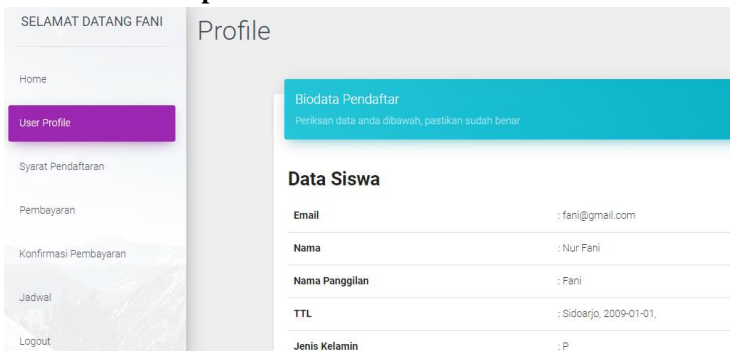 SELAMAT DATANG FANI
Profile
Home
User Profile
Syarat Pendaftaran
Pembayaran
Konfirmasi Pembayaran
Jadwal
Logout
Biodata Pendaftar
Periksan data anda dibawah, pastikan sudah benar
Data Siswa
Email : fani@gmail.com
Nama : Nur Fani
Nama Panggilan : Fani
TTL : Sidoarjo, 2009-01-01,
Jenis Kelamin : P